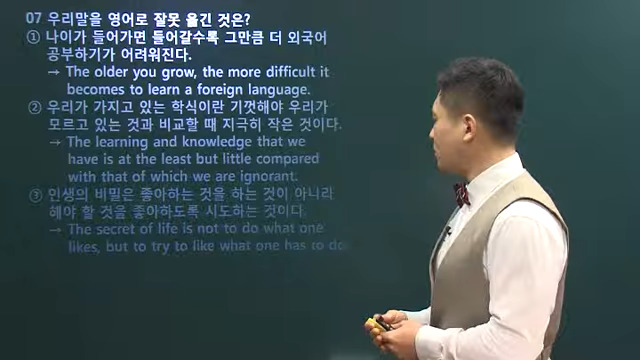 07 우리말을 영어로 잘못 옮긴 것은?
① 나이가 들어가면 들어갈수록 그만큼 더 외국어
공부하기가 어려워진다.
→ The older you grow, the more difficult it
becomes to learn a foreign language.
② 우리가 가지고 있는 학식이란 기껏해야 우리가
모르고 있는 것과 비교할 때 지극히 작은 것이다.
→ The learning and knowledge that we
have is at the least but little compared
with that of which we are ignorant.
③ 인생의 비밀은 좋아하는 것을 하는 것이 아니라
해야 할 것을 좋아하도록 시도하는 것이다.
→ The secret of life is not to do what one
likes, but to try to like what one has to do.